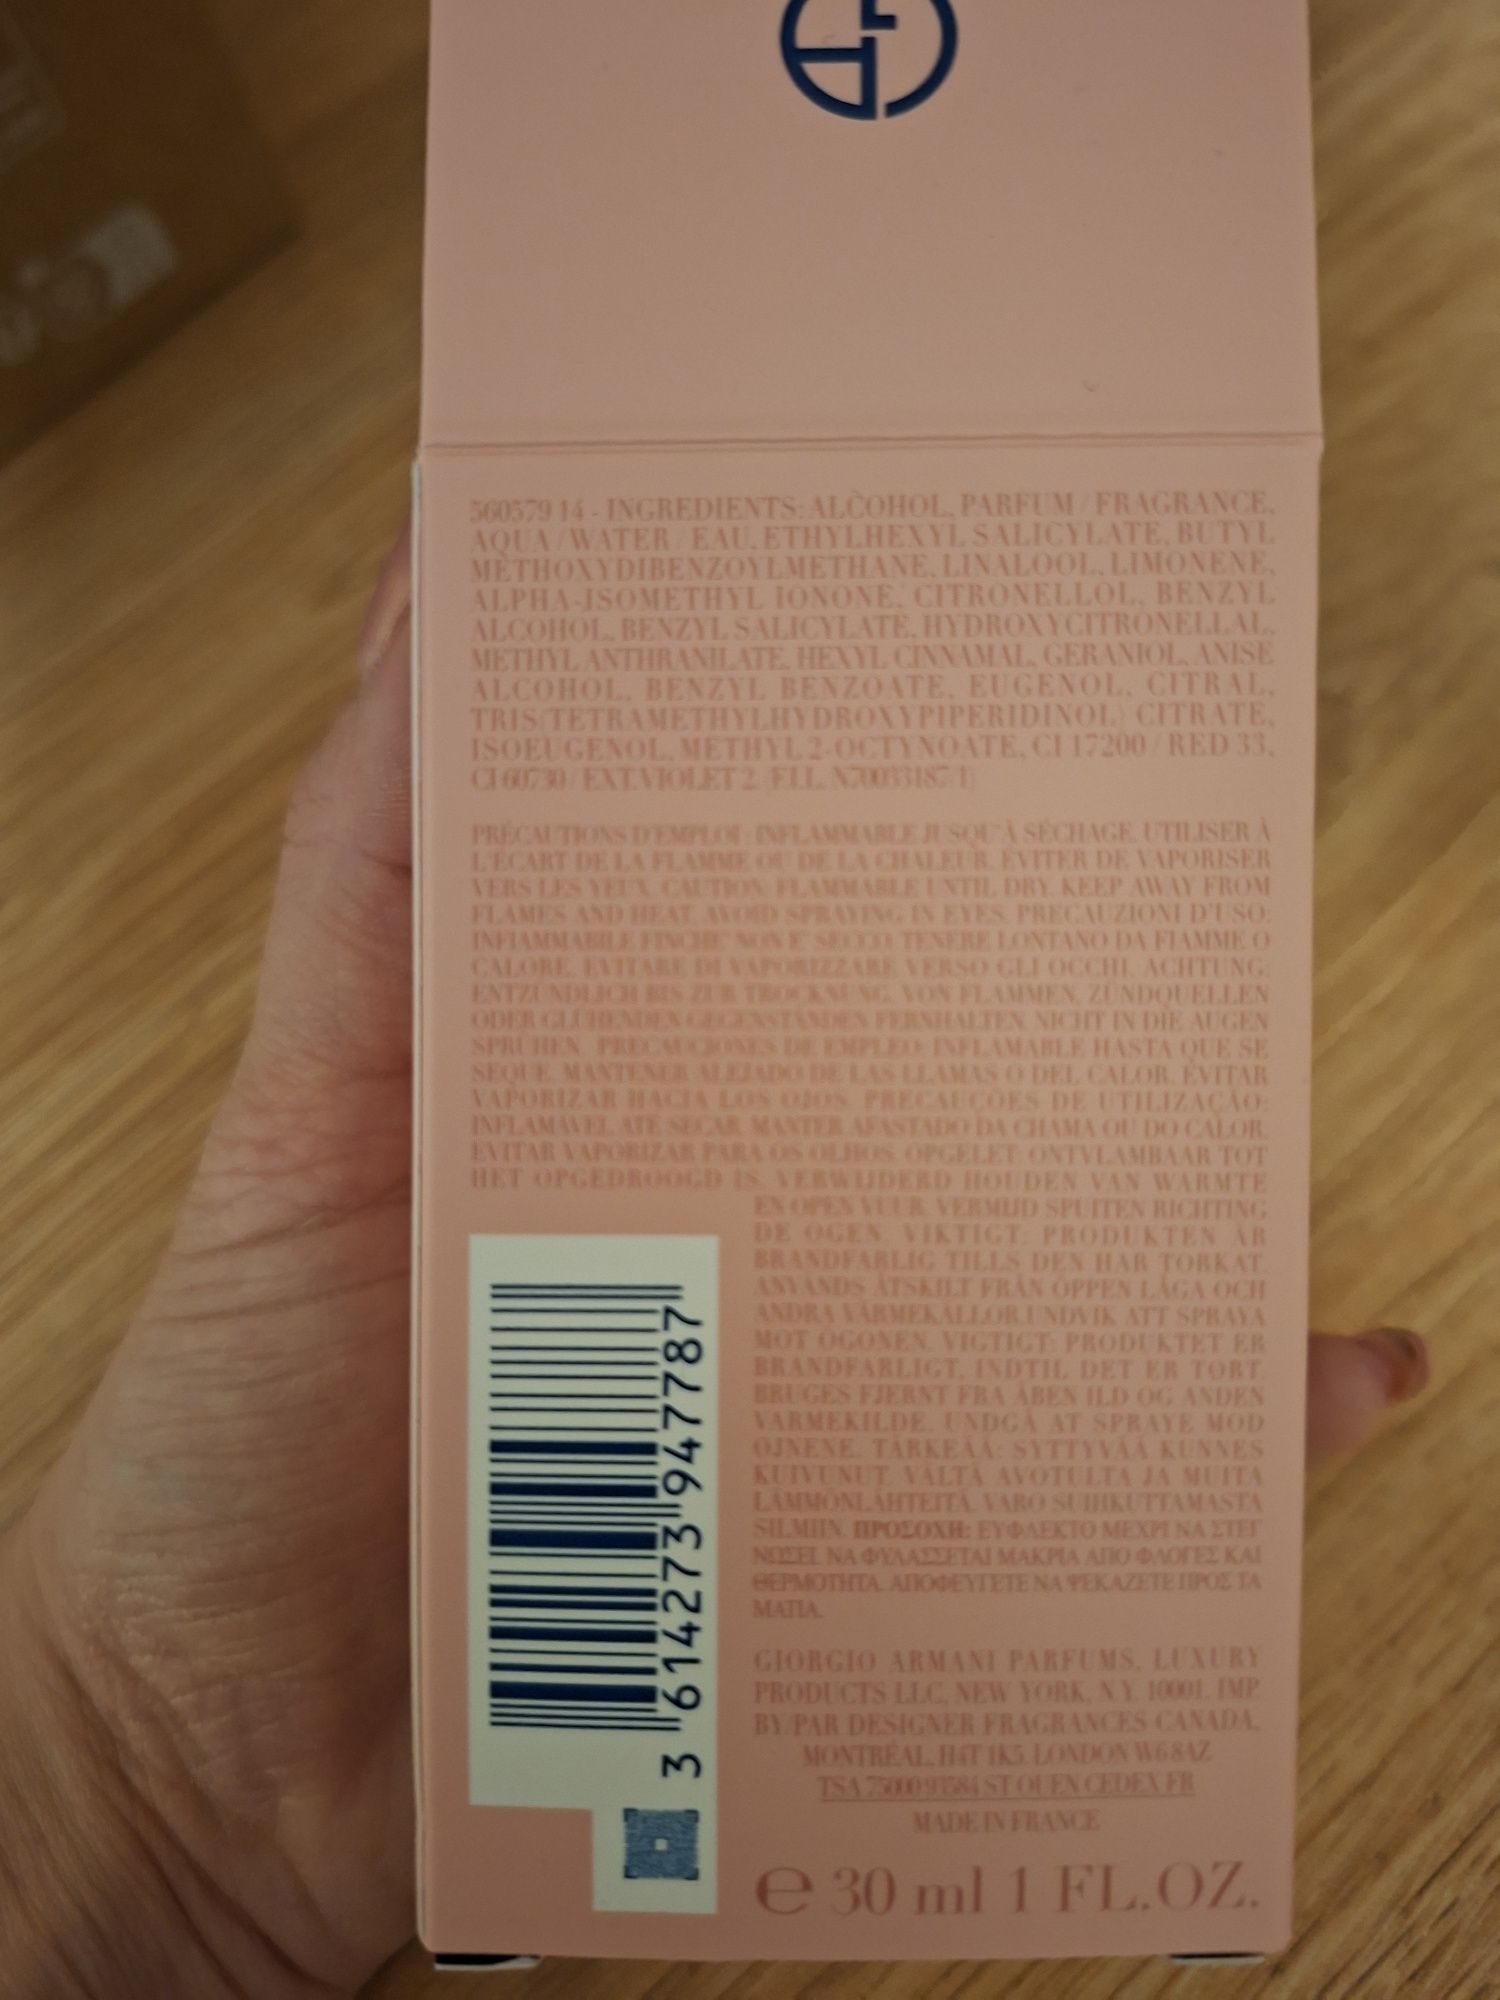 560579 14 - INGREDIENTS: ALCOHOL, PARFUM / FRAGRANCE,
AQUA / WATER / EAU, ETHYLHEXYL SALICYLATE, BUTYL
METHOXYDIBENZOYLMETHANE, LINALOOL, LIMONENE,
ALPHA-ISOMETHYL IONONE, CITRONELLOL, BENZYL
ALCOHOL, BENZYL SALICYLATE, HYDROXYCITRONELLAL,
METHYL ANTHRANILATE, HEXYL CINNAMAL, GERANIOL, ANISE
ALCOHOL, BENZYL BENZOATE, EUGENOL, CITRAL,
TRIS(TETRAMETHYLHYDROXYPIPERIDINOL) CITRATE,
ISOEUGENOL, METHYL 2-OCTYNOATE, CI 17200 / RED 33,
CI 60730 / EXT. VIOLET 2. (F.I.L. N70033187/1)
PRÉCAUTIONS D'EMPLOI : INFLAMMABLE JUSQU'À SÉCHAGE. UTILISER À
L'ÉCART DE LA FLAMME OU DE LA CHALEUR. ÉVITER DE VAPORISER
VERS LES YEUX. CAUTION: FLAMMABLE UNTIL DRY. KEEP AWAY FROM
FLAMES AND HEAT. AVOID SPRAYING IN EYES. PRECAUZIONI D'USO:
INFIAMMABILE FINCHE' NON E' SECCO. TENERE LONTANO DA FIAMME O
CALORE. EVITARE DI VAPORIZZARE VERSO GLI OCCHI. ACHTUNG:
ENTZÜNDLICH BIS ZUR TROCKNUNG. VON FLAMMEN, ZÜNDQUELLEN
ODER GLÜHENDEN GEGENSTÄNDEN FERNHALTEN. NICHT IN DIE AUGEN
SPRÜHEN. PRECAUCIONES DE EMPLEO: INFLAMABLE HASTA QUE SE
SEQUE. MANTENER ALEJADO DE LAS LLAMAS O DEL CALOR. EVITAR
VAPORIZAR HACIA LOS OJOS. PRECAUÇÕES DE UTILIZAÇÃO:
INFLAMÁVEL ATÉ SECAR. MANTER AFASTADO DA CHAMA OU DO CALOR.
EVITAR VAPORIZAR PARA OS OLHOS. OPGELET: ONTVLAMBAAR TOT
HET OPGEDROOGD IS. VERWIJDERD HOUDEN VAN WARMTE
EN OPEN VUUR. VERMIJD SPUITEN RICHTING
DE OGEN. VIKTIGT: PRODUKTEN ÄR
BRANDFARLIG TILLS DEN HAR TORKAT.
ANVÄNDS ÅTSKILT FRÅN ÖPPEN LÅGA OCH
ANDRA VÄRMEKÄLLOR.UNDVIK ATT SPRAYA
MOT ÖGONEN. VIGTIGT: PRODUKTET ER
BRANDFARLIGT, INDTIL DET ER TØRT.
BRUGES FJERNT FRA ÅBEN ILD OG ANDEN
VARMEKILDE. UNDGÅ AT SPRAYE MOD
ØJNENE. TÄRKEÄÄ: SYTTYVÄÄ KUNNES
KUIVUNUT. VÄLTÄ AVOTULTA JA MUITA
LÄMMÖNLÄHTEITÄ. VARO SUIHKUTTAMASTA
SILMIIN. ΠΡΟΣΟΧΗ: ΕΥΦΛΕΚΤΟ ΜΕΧΡΙ ΝΑ ΣΤΕΓ
ΝΩΣΕΙ. ΝΑ ΦΥΛΑΣΣΕΤΑΙ ΜΑΚΡΙΑ ΑΠΟ ΦΛΟΓΕΣ ΚΑΙ
ΘΕΡΜΟΤΗΤΑ. ΑΠΟΦΕΥΓΕΤΕ ΝΑ ΨΕΚΑΖΕΤΕ ΠΡΟΣ ΤΑ
ΜΑΤΙΑ.
3 614273 947787
GIORGIO ARMANI PARFUMS, LUXURY
PRODUCTS LLC, NEW YORK, N.Y. 10001. IMP.
BY/PAR DESIGNER FRAGRANCES CANADA,
MONTRÉAL, H4T 1K5. LONDON W6 8AZ
TSA 75000 93584 ST OUEN CEDEX FR
MADE IN FRANCE
℮ 30 ml 1 FL.OZ.